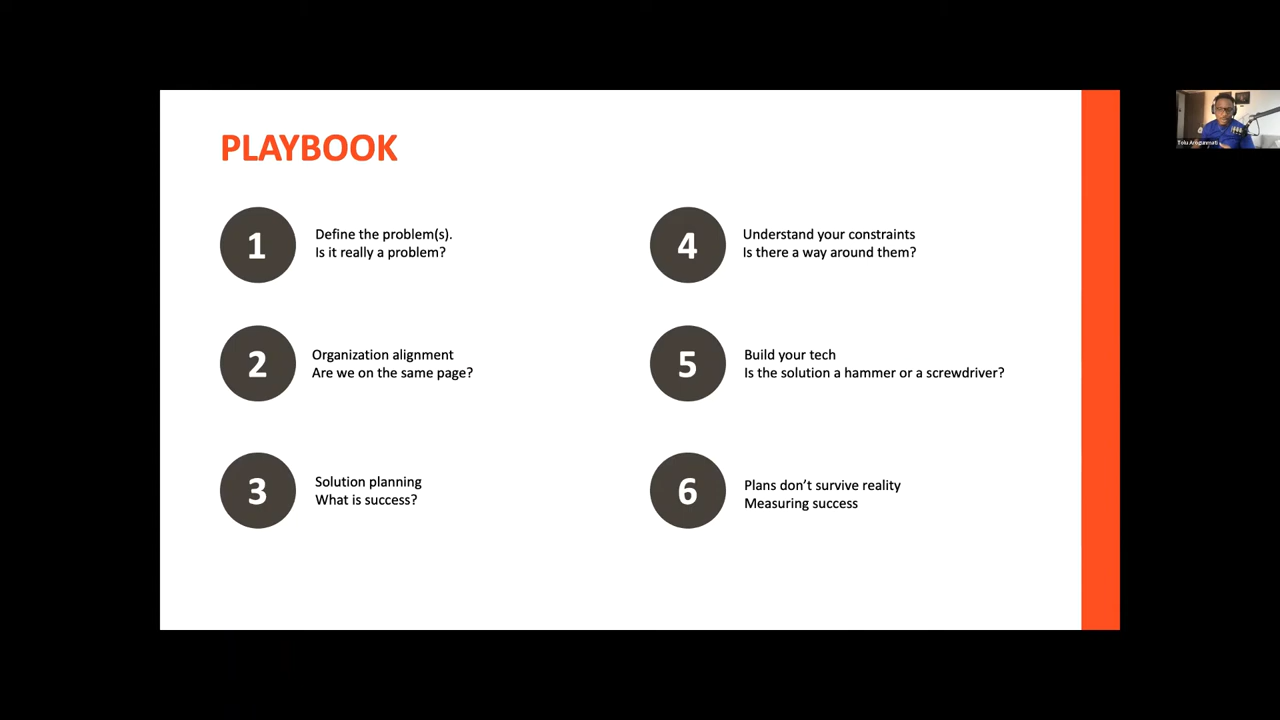 PLAYBOOK
1
Define the problem(s).
Is it really a problem?
2
Organization alignment
Are we on the same page?
3
Solution planning
What is success?
4
Understand your constraints
Is there a way around them?
5
Build your tech
Is the solution a hammer or a screwdriver?
6
Plans don’t survive reality
Measuring success
Tolu